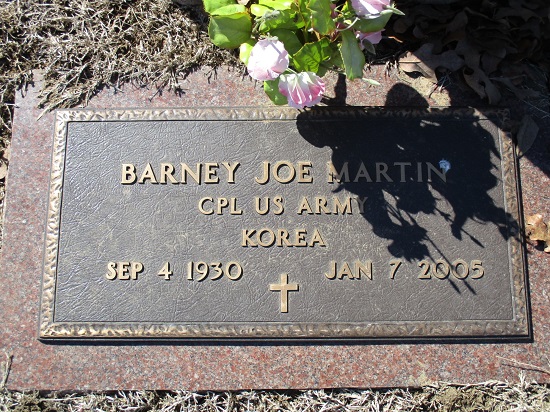 BARNEY JOE MARTIN
CPL US ARMY
KOREA
SEP 4 1930 JAN 7 2005